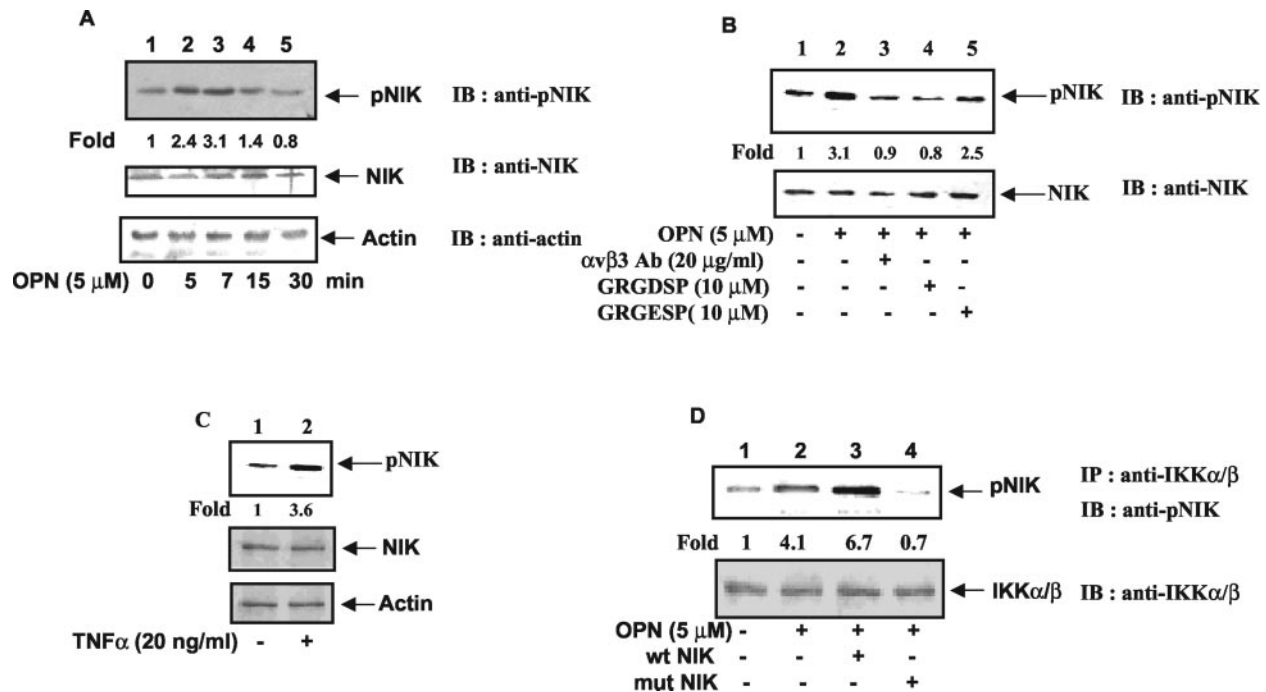 A
1 2 3 4 5
pNIK IB : anti-pNIK
Fold 1 2.4 3.1 1.4 0.8
NIK IB : anti-NIK
Actin IB : anti-actin
OPN (5 μM) 0 5 7 15 30 min
B
1 2 3 4 5
pNIK IB : anti-pNIK
Fold 1 3.1 0.9 0.8 2.5
NIK IB : anti-NIK
OPN (5 μM) - + + + +
αvβ3 Ab (20 μg/ml) - - + - -
GRGDSP (10 μM) - - - + -
GRGESP( 10 μM) - - - - +
C
1 2
pNIK
Fold 1 3.6
NIK
Actin
TNFα (20 ng/ml) - +
D
1 2 3 4
pNIK IP : anti-IKKα/β
IB : anti-pNIK
Fold 1 4.1 6.7 0.7
IKKα/β IB : anti-IKKα/β
OPN (5 μM) - + + +
wt NIK - - + -
mut NIK - - - +